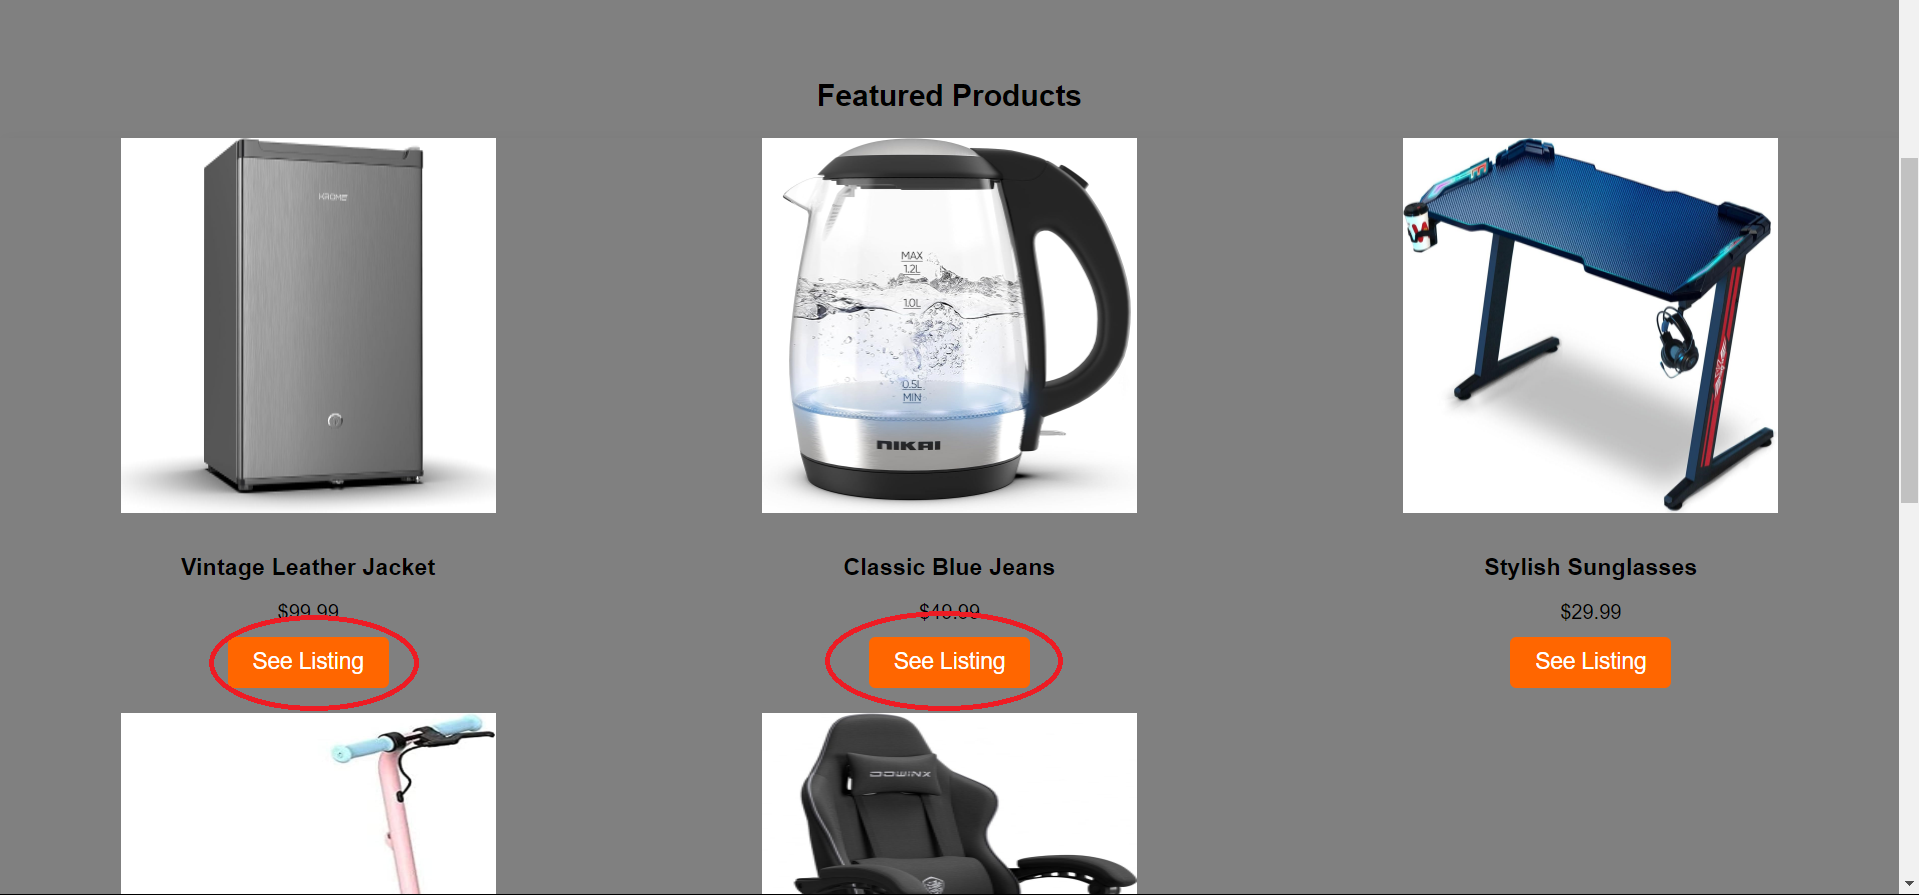 Featured Products
KROME
MAX
1.2L
1.0L
0.5L
MIN
NIKAI
Vintage Leather Jacket
Classic Blue Jeans
Stylish Sunglasses
$99.99
$49.99
$29.99
See Listing
See Listing
See Listing
DOWINX